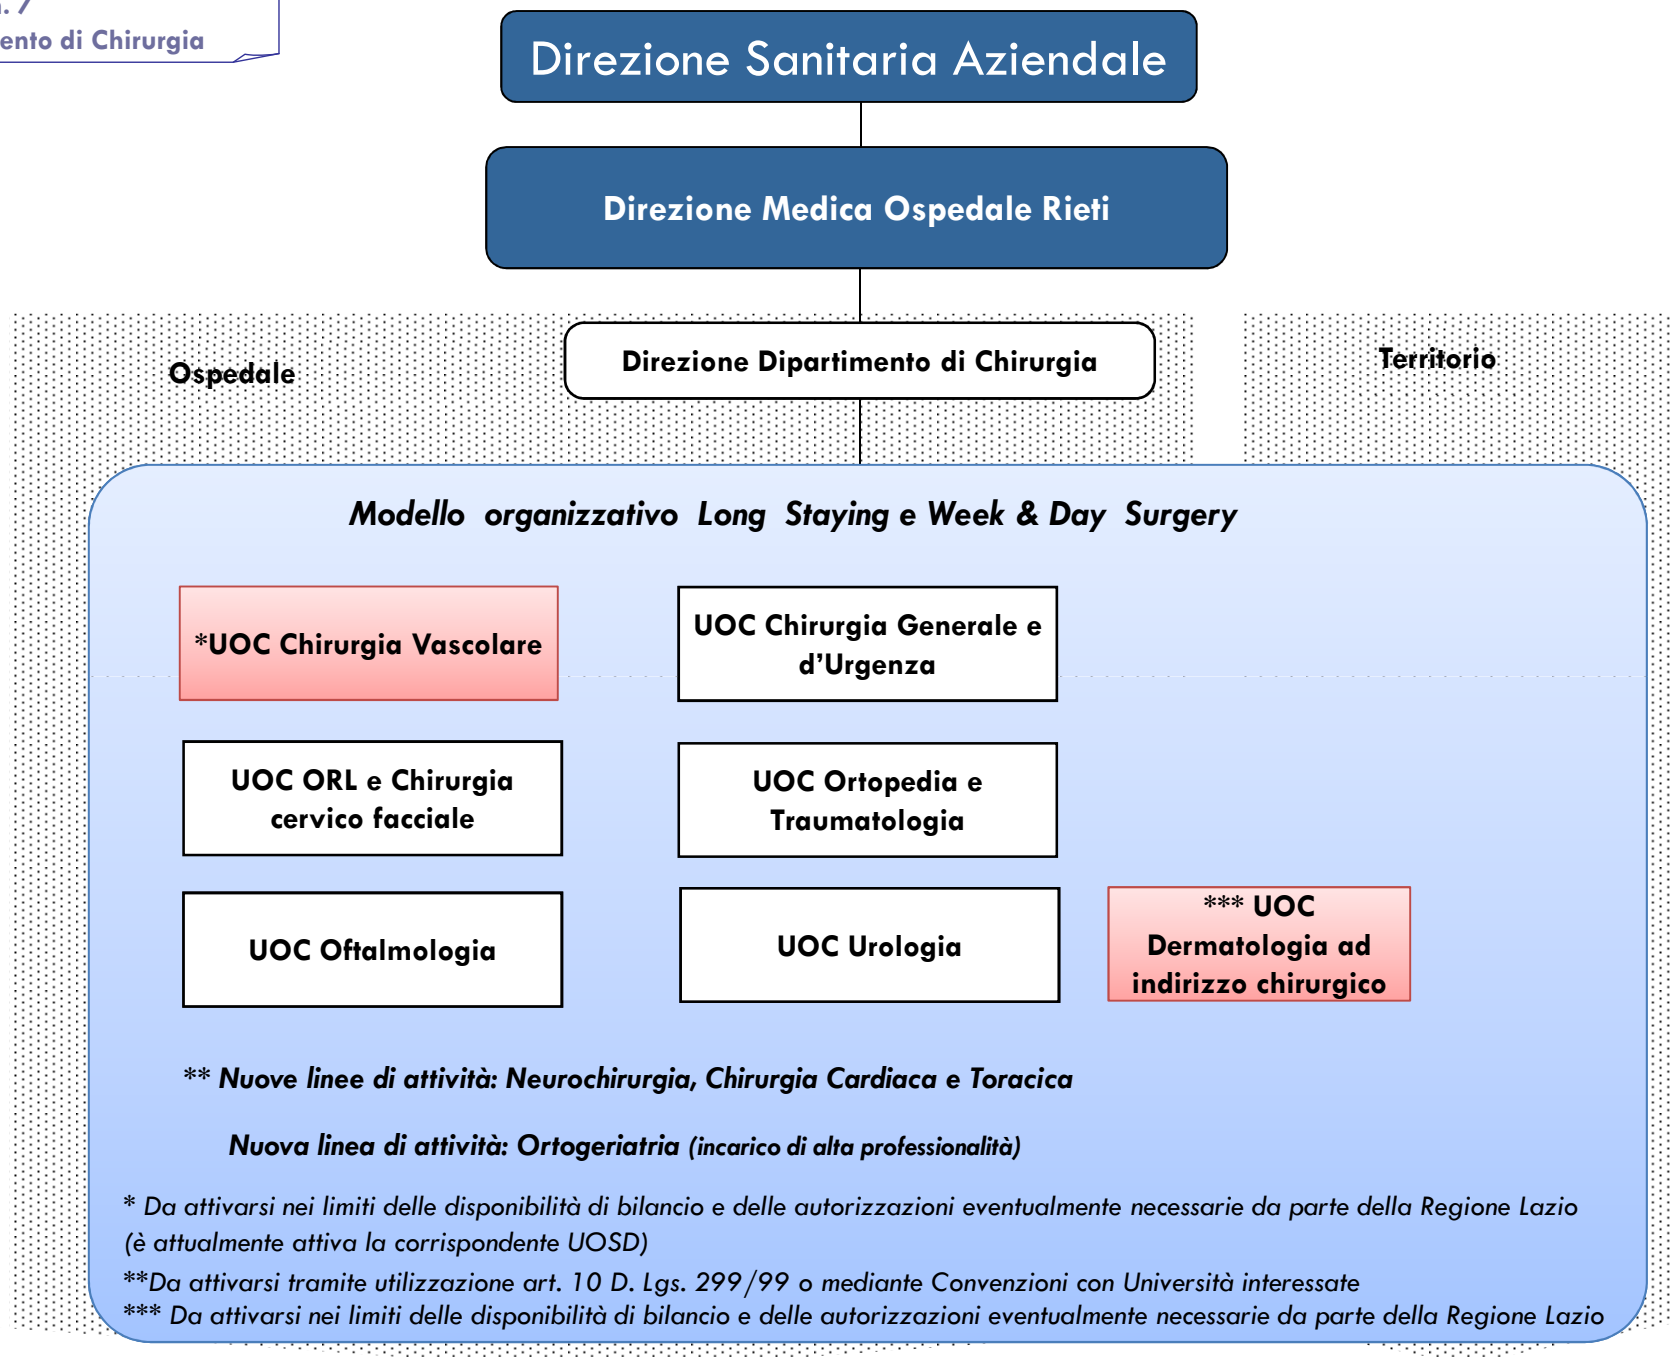 . 7
ento di Chirurgia
Direzione Sanitaria Aziendale
Direzione Medica Ospedale Rieti
Ospedale
Direzione Dipartimento di Chirurgia
Territorio
Modello organizzativo Long Staying e Week & Day Surgery
*UOC Chirurgia Vascolare
UOC Chirurgia Generale e
d’Urgenza
UOC ORL e Chirurgia
cervico facciale
UOC Ortopedia e
Traumatologia
UOC Oftalmologia
UOC Urologia
*** UOC
Dermatologia ad
indirizzo chirurgico
** Nuove linee di attività: Neurochirurgia, Chirurgia Cardiaca e Toracica
Nuova linea di attività: Ortogeriatria (incarico di alta professionalità)
* Da attivarsi nei limiti delle disponibilità di bilancio e delle autorizzazioni eventualmente necessarie da parte della Regione Lazio
(è attualmente attiva la corrispondente UOSD)
**Da attivarsi tramite utilizzazione art. 10 D. Lgs. 299/99 o mediante Convenzioni con Università interessate
*** Da attivarsi nei limiti delle disponibilità di bilancio e delle autorizzazioni eventualmente necessarie da parte della Regione Lazio